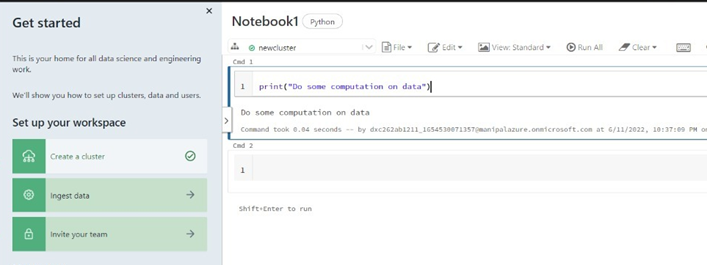 Get started
This is your home for all data science and engineering
work.
We'll show you how to set up clusters, data and users.
Set up your workspace
Create a cluster
Ingest data
Invite your team
Notebook1 Python
newcluster File Edit View: Standard Run All Clear
Cmd 1
1 print("Do some computation on data")
Do some computation on data
Command took 0.04 seconds -- by dxc262ab1211_1654530071357@manipalazure.onmicrosoft.com at 6/11/2022, 10:37:09 PM on
Cmd 2
1
Shift+Enter to run